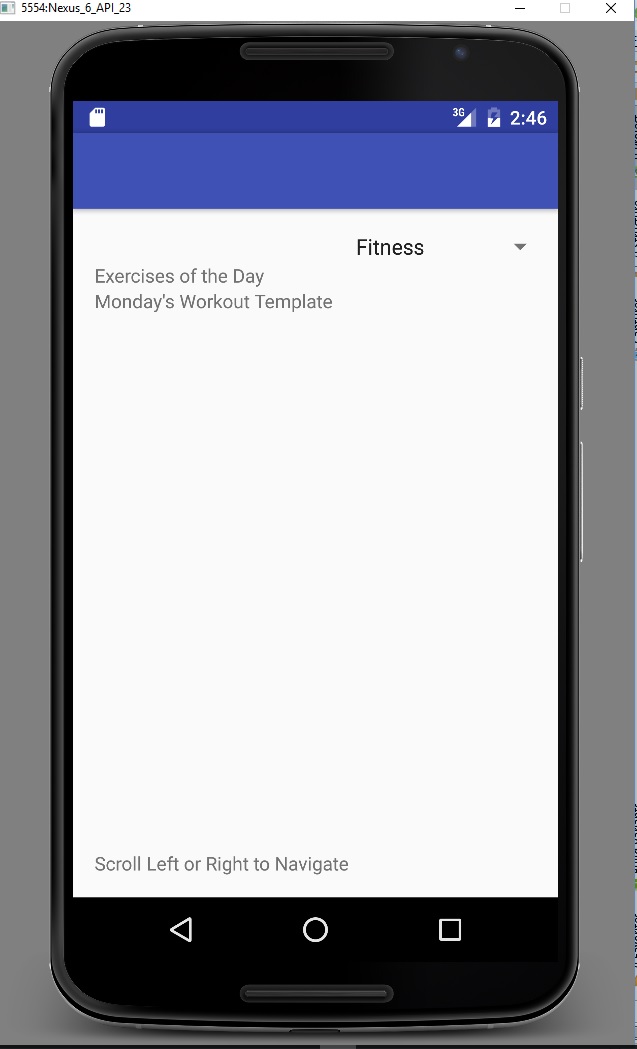 5554:Nexus_6_API_23
3G 2:46
Fitness
Exercises of the Day
Monday's Workout Template
Scroll Left or Right to Navigate